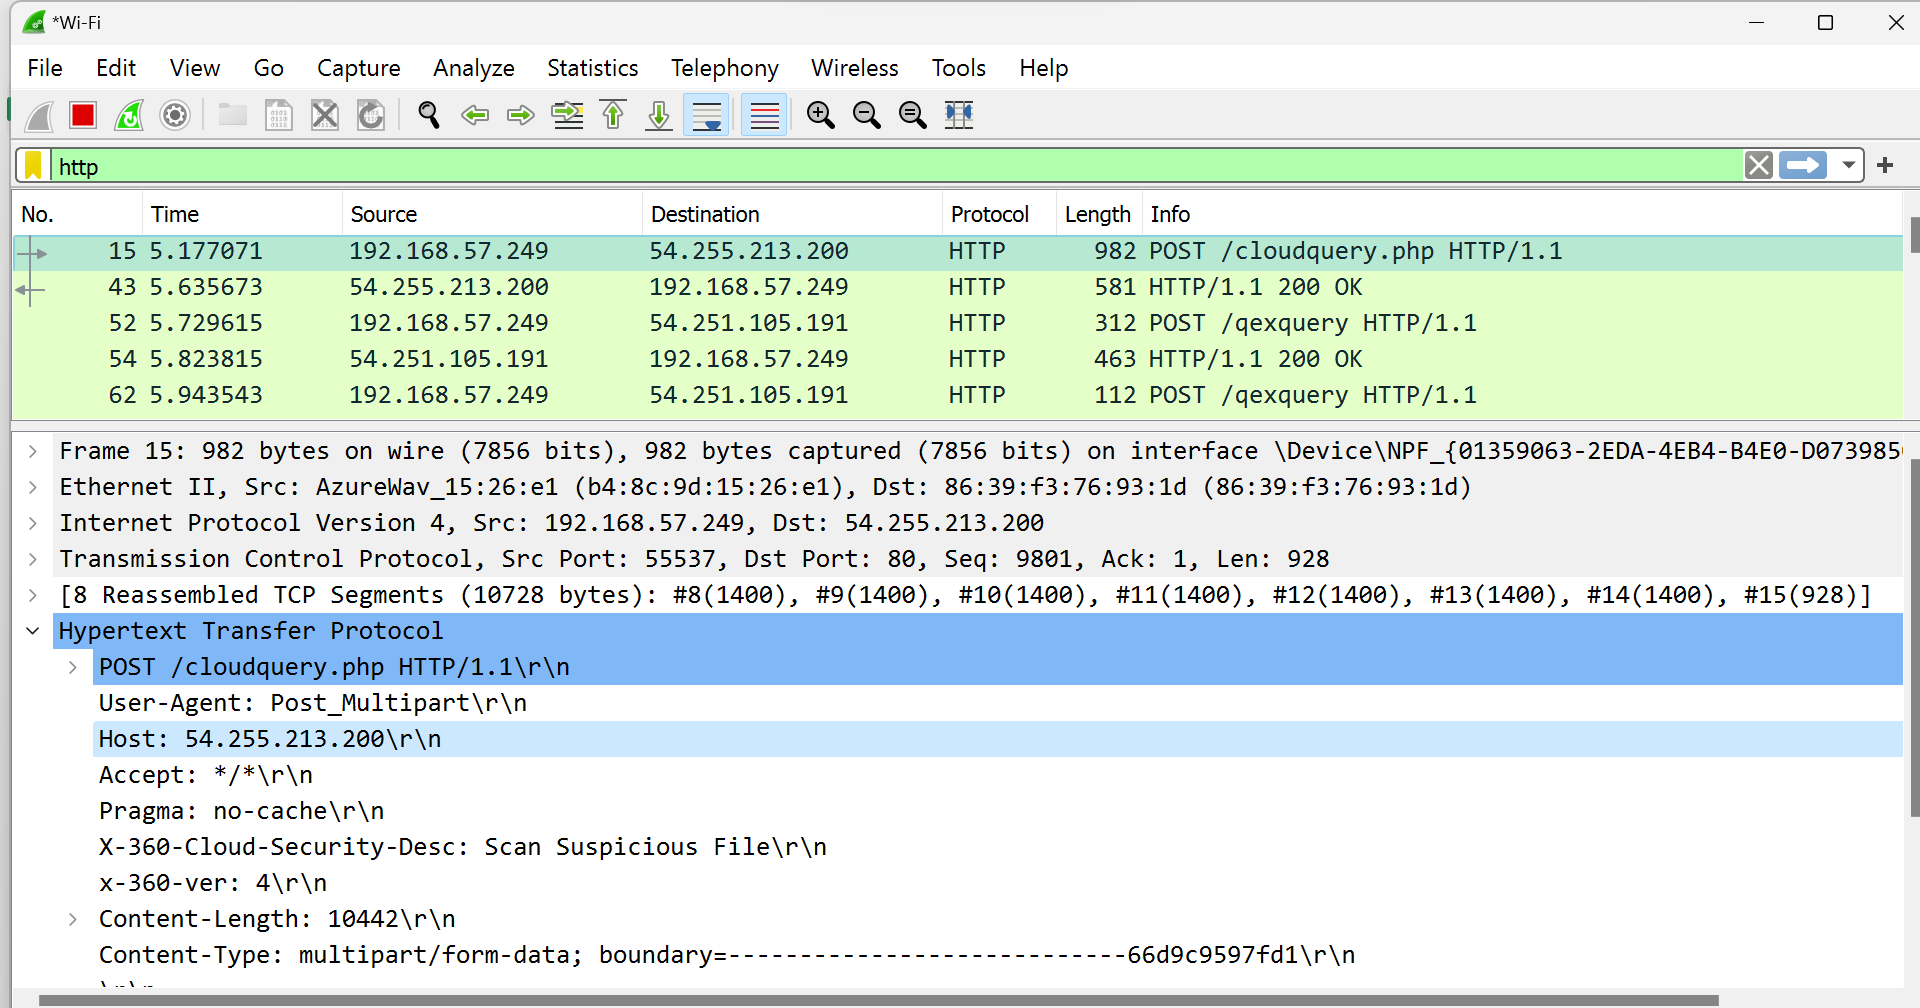 *Wi-Fi
File Edit View Go Capture Analyze Statistics Telephony Wireless Tools Help
http
No. Time Source Destination Protocol Length Info
15 5.177071 192.168.57.249 54.255.213.200 HTTP 982 POST /cloudquery.php HTTP/1.1
43 5.635673 54.255.213.200 192.168.57.249 HTTP 581 HTTP/1.1 200 OK
52 5.729615 192.168.57.249 54.251.105.191 HTTP 312 POST /qexquery HTTP/1.1
54 5.823815 54.251.105.191 192.168.57.249 HTTP 463 HTTP/1.1 200 OK
62 5.943543 192.168.57.249 54.251.105.191 HTTP 112 POST /qexquery HTTP/1.1
Frame 15: 982 bytes on wire (7856 bits), 982 bytes captured (7856 bits) on interface \Device\NPF_{01359063-2EDA-4EB4-B4E0-D073985
Ethernet II, Src: AzureWav_15:26:e1 (b4:8c:9d:15:26:e1), Dst: 86:39:f3:76:93:1d (86:39:f3:76:93:1d)
Internet Protocol Version 4, Src: 192.168.57.249, Dst: 54.255.213.200
Transmission Control Protocol, Src Port: 55537, Dst Port: 80, Seq: 9801, Ack: 1, Len: 928
[8 Reassembled TCP Segments (10728 bytes): #8(1400), #9(1400), #10(1400), #11(1400), #12(1400), #13(1400), #14(1400), #15(928)]
Hypertext Transfer Protocol
POST /cloudquery.php HTTP/1.1\r\n
User-Agent: Post_Multipart\r\n
Host: 54.255.213.200\r\n
Accept: */*\r\n
Pragma: no-cache\r\n
X-360-Cloud-Security-Desc: Scan Suspicious File\r\n
x-360-ver: 4\r\n
Content-Length: 10442\r\n
Content-Type: multipart/form-data; boundary=----------------------------66d9c9597fd1\r\n
\r\n